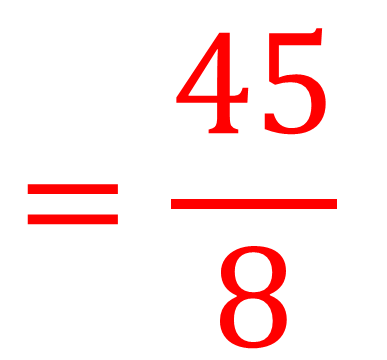 = 45/8